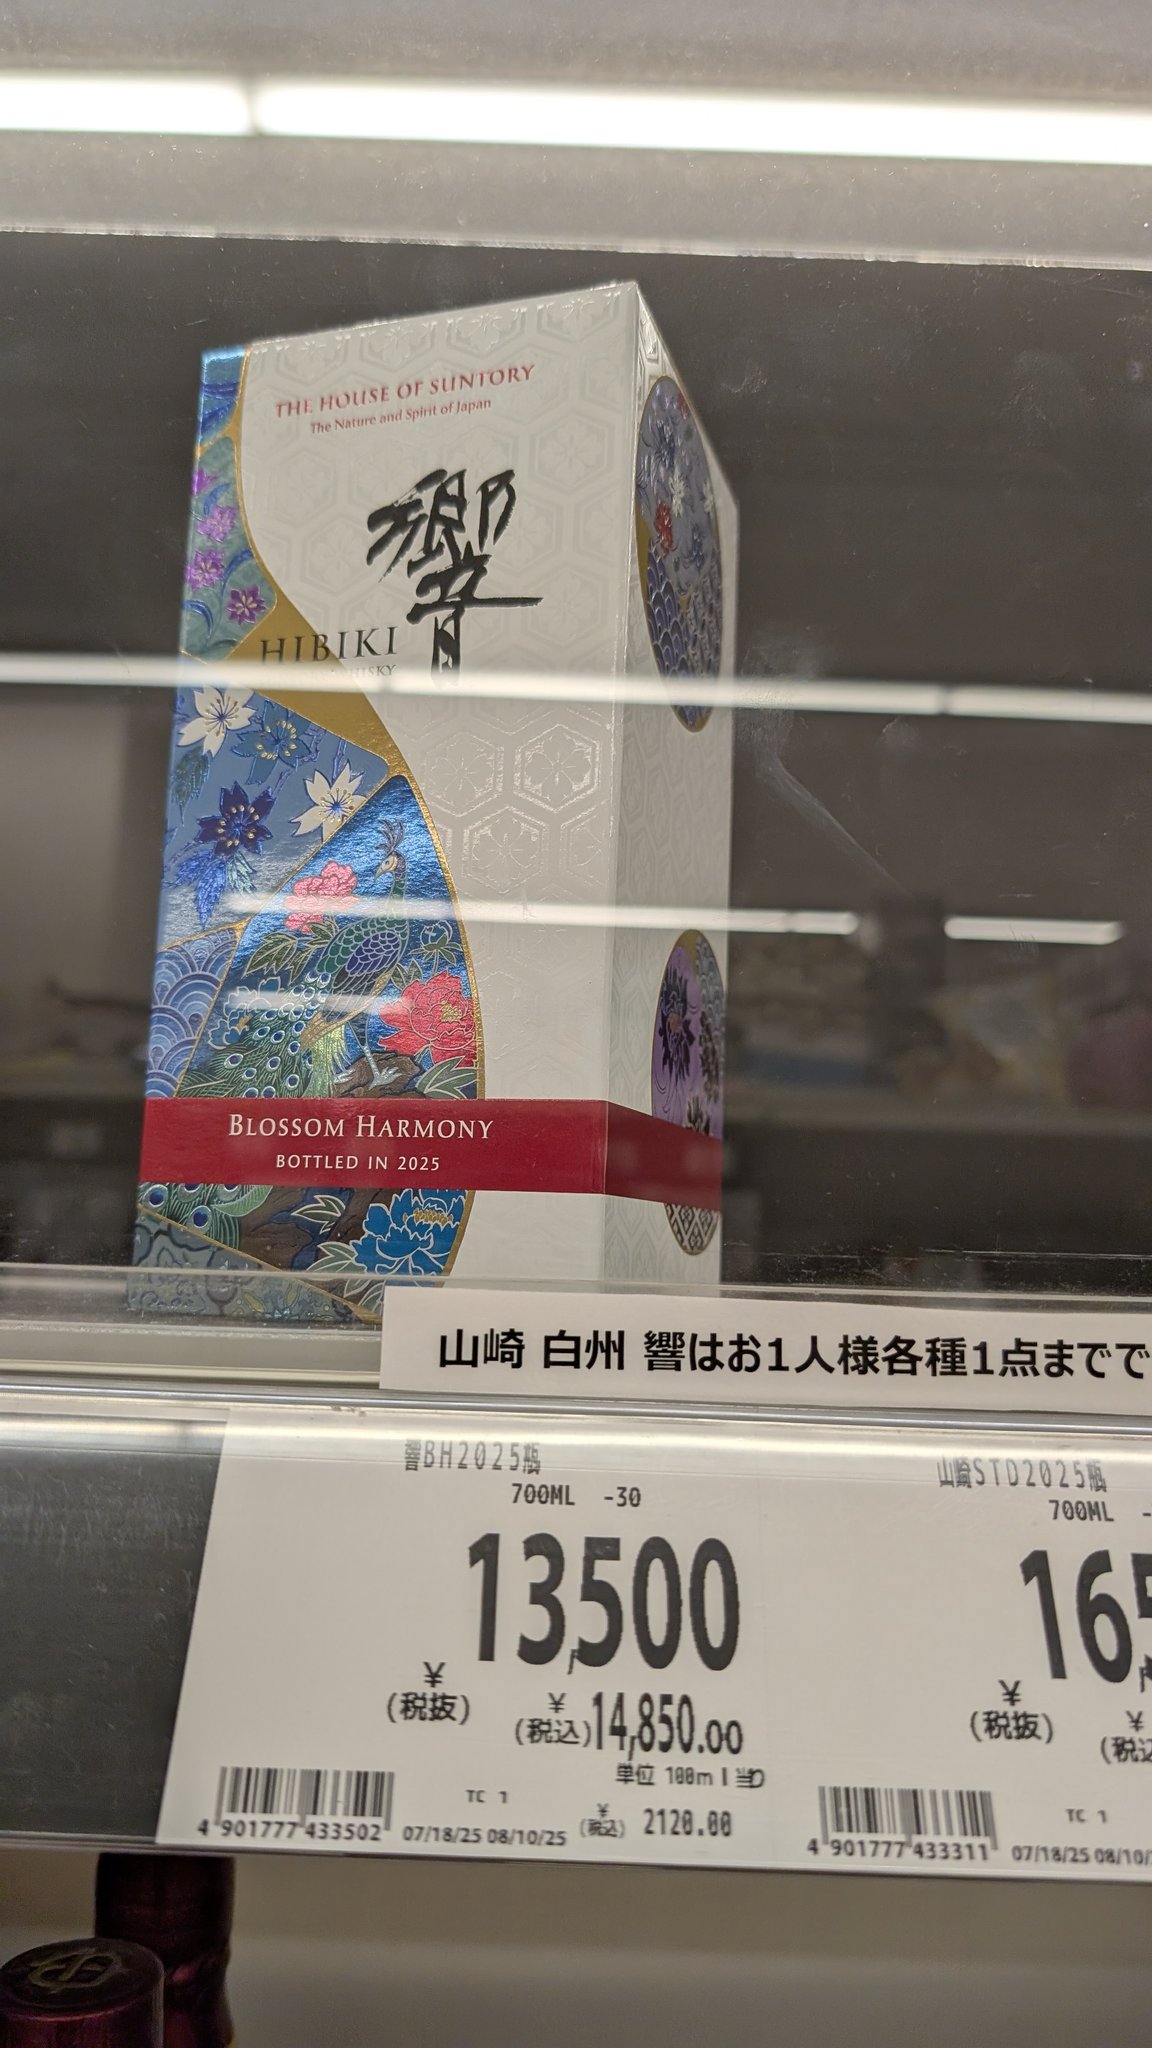 THE HOUSE OF SUNTORY
The Nature and Spirit of Japan
響
HIBIKI
WHISKY
BLOSSOM HARMONY
BOTTLED IN 2025
山崎 白州 響はお1人様各種1点までで
響BH2025瓶
700ML -30
13,500
¥
(税抜)
¥
(税込)14,850.00
単位 100ml当り
¥
(税込) 2120.00
TC 1
4 901777 433502 07/18/25 08/10/25
山崎STD2025瓶
700ML -
16,5
¥
(税抜)
¥
(税込
TC 1
4 901777 433311 07/18/25 08/10/